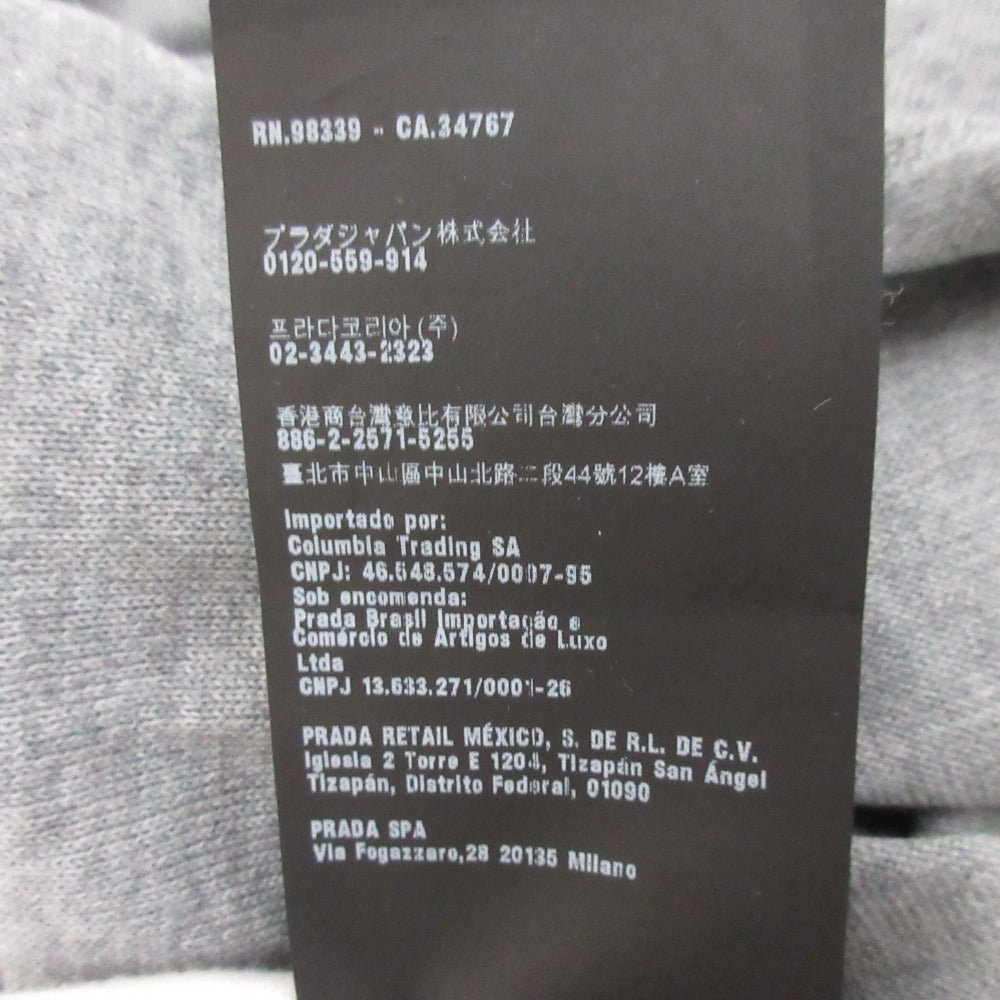 RN.98339 - CA.34767
プラダジャパン株式会社
0120-559-914
프라다코리아(주)
02-3443-2323
香港商台灣普比有限公司台灣分公司
886-2-2571-5255
臺北市中山區中山北路二段44號12樓A室
Importado por:
Columbia Trading SA
CNPJ: 46.548.574/0007-95
Sob encomenda:
Prada Brasil Importação e
Comércio de Artigos de Luxo
Ltda
CNPJ 13.633.271/0001-26
PRADA RETAIL MÉXICO, S. DE R.L. DE C.V.
Iglesia 2 Torre E 1204, Tizapán San Ángel
Tizapán, Distrito Federal, 01090
PRADA SPA
Via Fogazzaro,28 20135 Milano